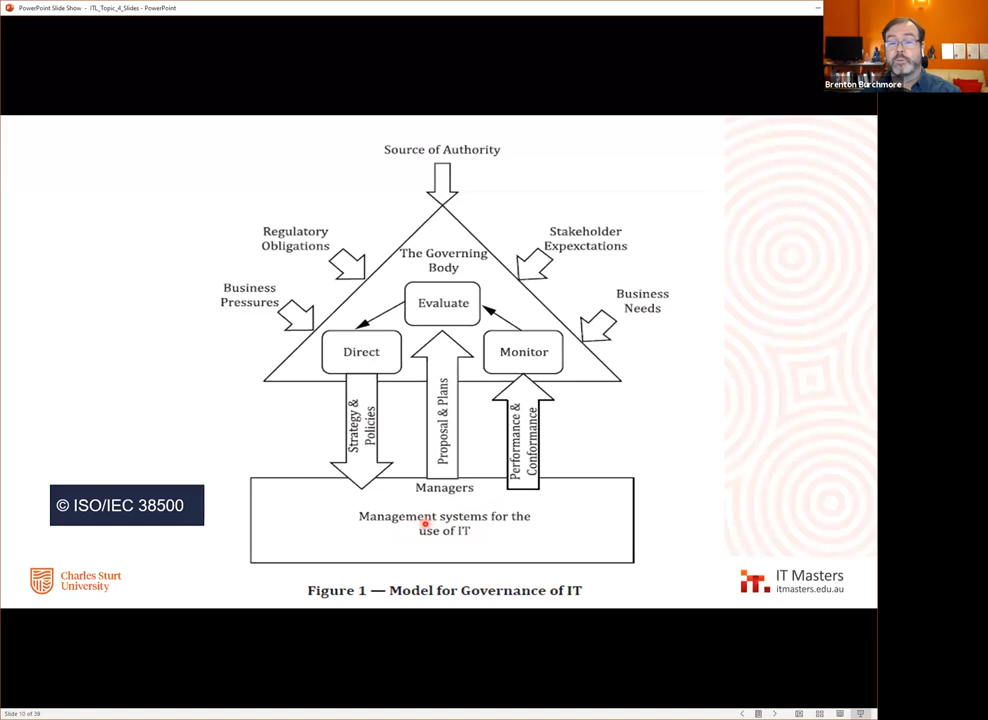 PowerPoint Slide Show - ITL_Topic_4_Slides - PowerPoint
Brenton Burchmore
Source of Authority
Regulatory
Obligations
Stakeholder
Expexctations
The Governing
Body
Business
Pressures
Business
Needs
Evaluate
Direct
Monitor
Strategy &
Policies
Proposal & Plans
Performance &
Conformance
Managers
Management systems for the
use of IT
© ISO/IEC 38500
Charles Sturt
University
Figure 1 — Model for Governance of IT
iT.
IT Masters
itmasters.edu.au
Slide 10 of 39